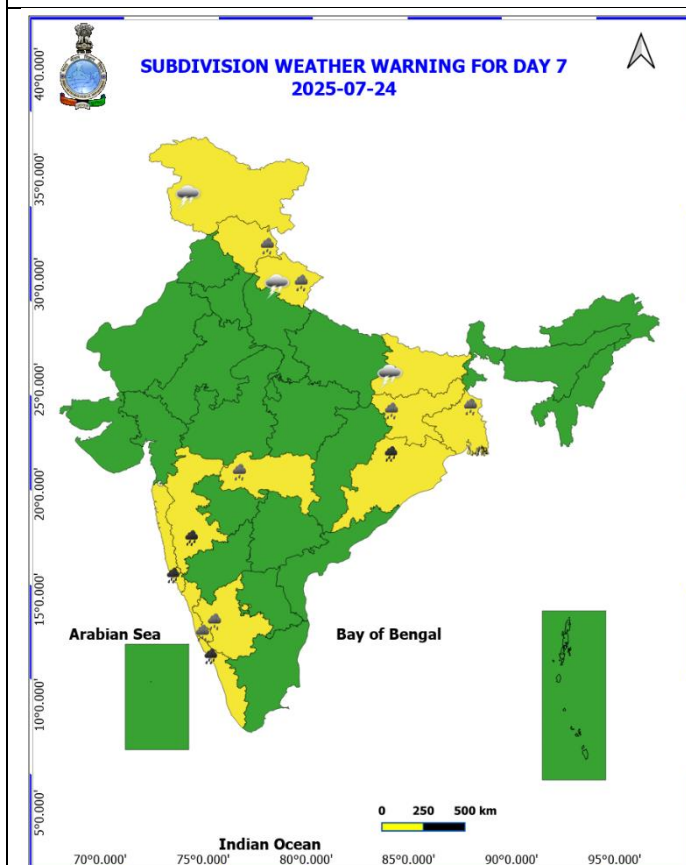 SUBDIVISION WEATHER WARNING FOR DAY 7
2025-07-24
40°0.000'
35°0.000'
30°0.000'
25°0.000'
20°0.000'
15°0.000'
10°0.000'
5°0.000'
Arabian Sea
Bay of Bengal
0 250 500 km
Indian Ocean
70°0.000' 75°0.000' 80°0.000' 85°0.000' 90°0.000' 95°0.000'